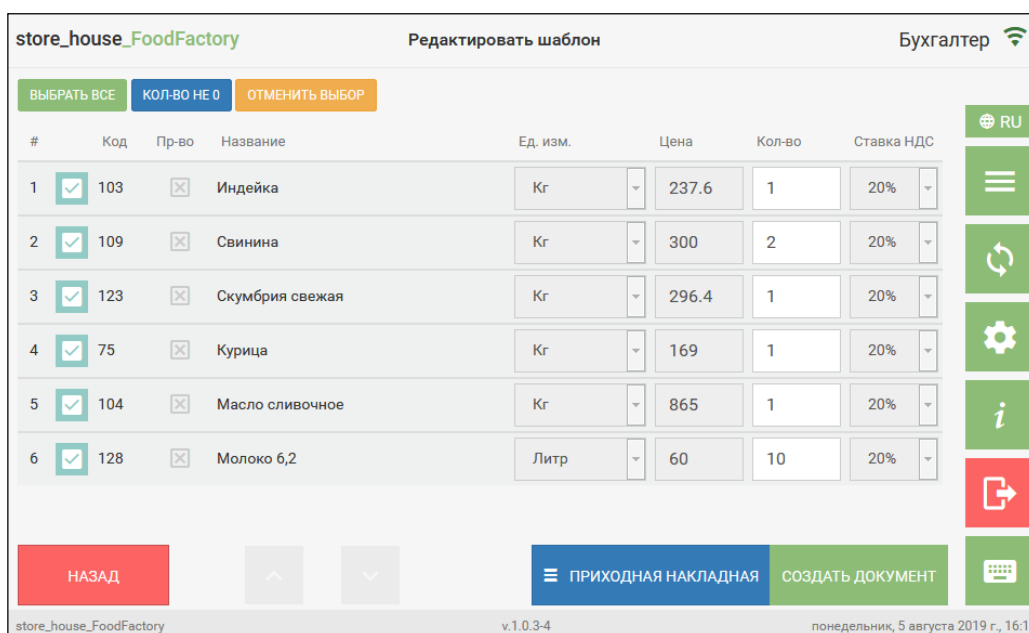 store_house_FoodFactory Редактировать шаблон Бухгалтер
ВЫБРАТЬ ВСЕ КОЛ-ВО НЕ 0 ОТМЕНИТЬ ВЫБОР
RU
# Код Пр-во Название Ед. изм. Цена Кол-во Ставка НДС
1 103 Индейка Кг 237.6 1 20%
2 109 Свинина Кг 300 2 20%
3 123 Скумбрия свежая Кг 296.4 1 20%
4 75 Курица Кг 169 1 20%
5 104 Масло сливочное Кг 865 1 20%
i
6 128 Молоко 6,2 Литр 60 10 20%
НАЗАД ПРИХОДНАЯ НАКЛАДНАЯ СОЗДАТЬ ДОКУМЕНТ
store_house_FoodFactory v.1.0.3-4 понедельник, 5 августа 2019 г., 16:1